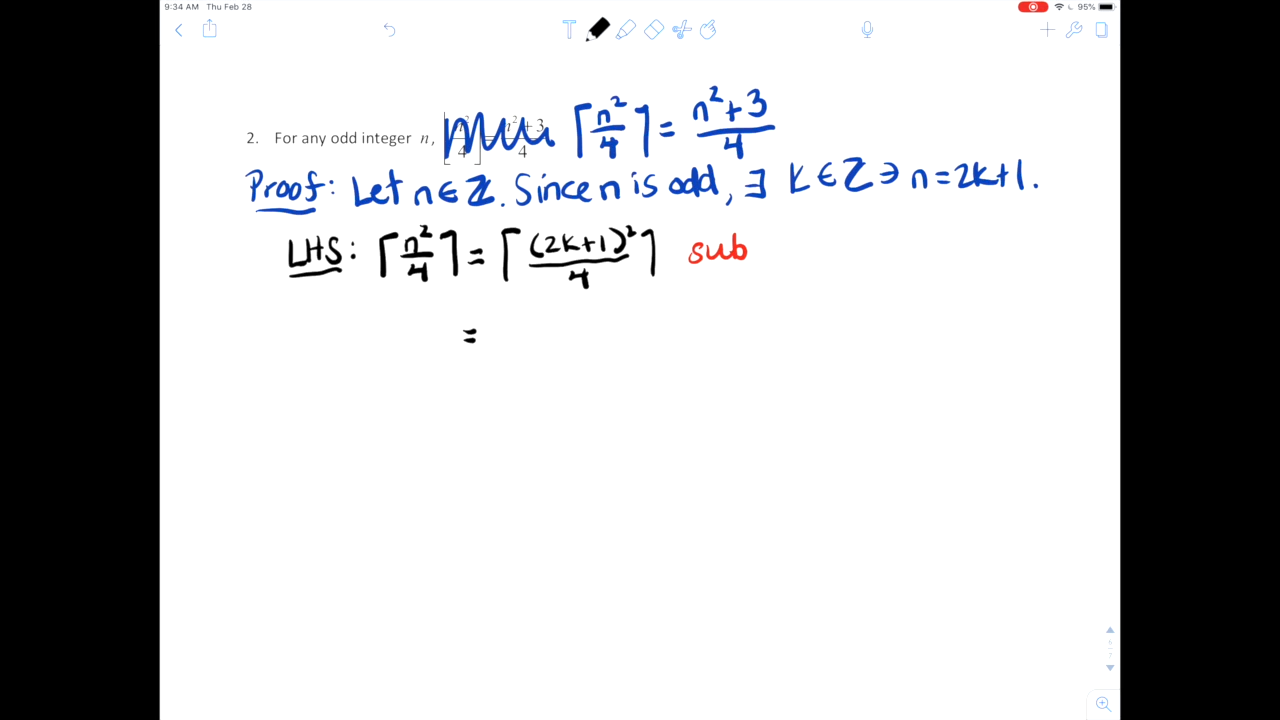 9:34 AM Thu Feb 28 95%
2. For any odd integer n, ⌈n²/4⌉ = (n²+3)/4
Proof: Let n ∈ ℤ. Since n is odd, ∃ k ∈ ℤ ∋ n = 2k+1.
LHS: ⌈n²/4⌉ = ⌈(2k+1)²/4⌉ sub
=